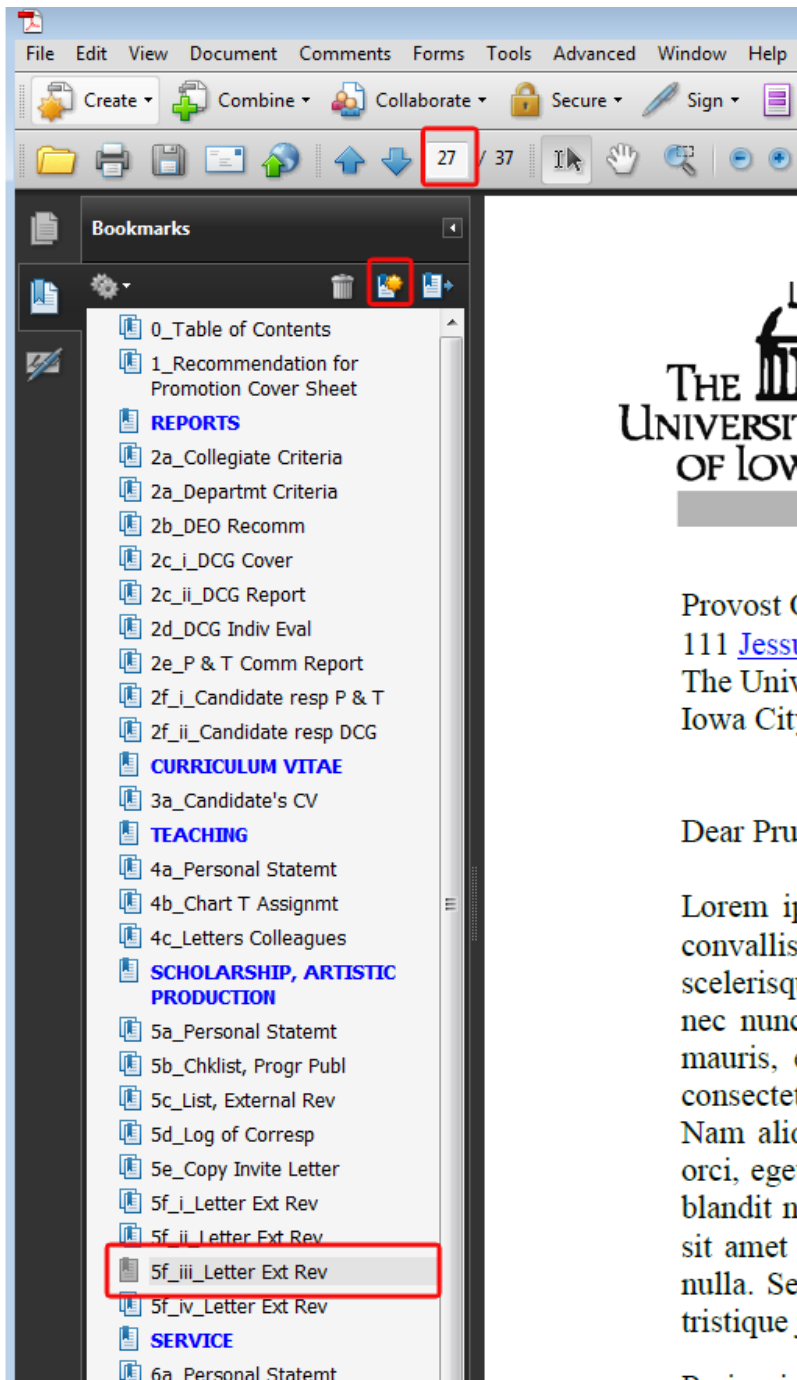 File Edit View Document Comments Forms Tools Advanced Window Help
Create Combine Collaborate Secure Sign
27 / 37
Bookmarks
0_Table of Contents
1_Recommendation for
Promotion Cover Sheet
REPORTS
2a_Collegiate Criteria
2a_Departmt Criteria
2b_DEO Recomm
2c_i_DCG Cover
2c_ii_DCG Report
2d_DCG Indiv Eval
2e_P & T Comm Report
2f_i_Candidate resp P & T
2f_ii_Candidate resp DCG
CURRICULUM VITAE
3a_Candidate's CV
TEACHING
4a_Personal Statemt
4b_Chart T Assignmt
4c_Letters Colleagues
SCHOLARSHIP, ARTISTIC
PRODUCTION
5a_Personal Statemt
5b_Chklist, Progr Publ
5c_List, External Rev
5d_Log of Corresp
5e_Copy Invite Letter
5f_i_Letter Ext Rev
5f_ii_Letter Ext Rev
5f_iii_Letter Ext Rev
5f_iv_Letter Ext Rev
SERVICE
6a_Personal Statemt
THE
UNIVERSIT
OF IOW
Provost
111 Jessu
The Univ
Iowa City
Dear Pru
Lorem ip
convallis
scelerisqu
nec nunc
mauris,
consectet
Nam aliq
orci, eget
blandit n
sit amet
nulla. Se
tristique